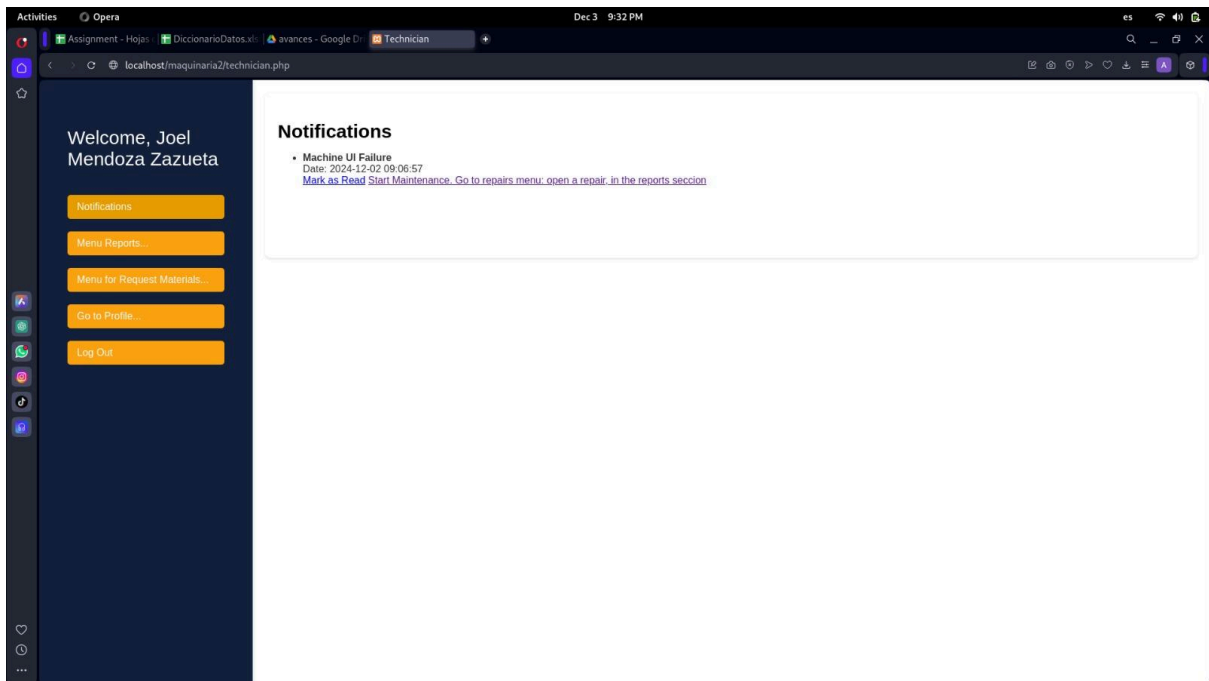 Activities Opera Dec 3 9:32 PM es
Assignment - Hojas DiccionarioDatos.xls avances - Google Dr Technician
localhost/maquinaria2/technician.php A
Welcome, Joel
Mendoza Zazueta
Notifications
Menu Reports...
Menu for Request Materials...
Go to Profile...
Log Out
Notifications
Machine UI Failure
Date: 2024-12-02 09:06:57
Mark as Read Start Maintenance. Go to repairs menu: open a repair, in the reports seccion